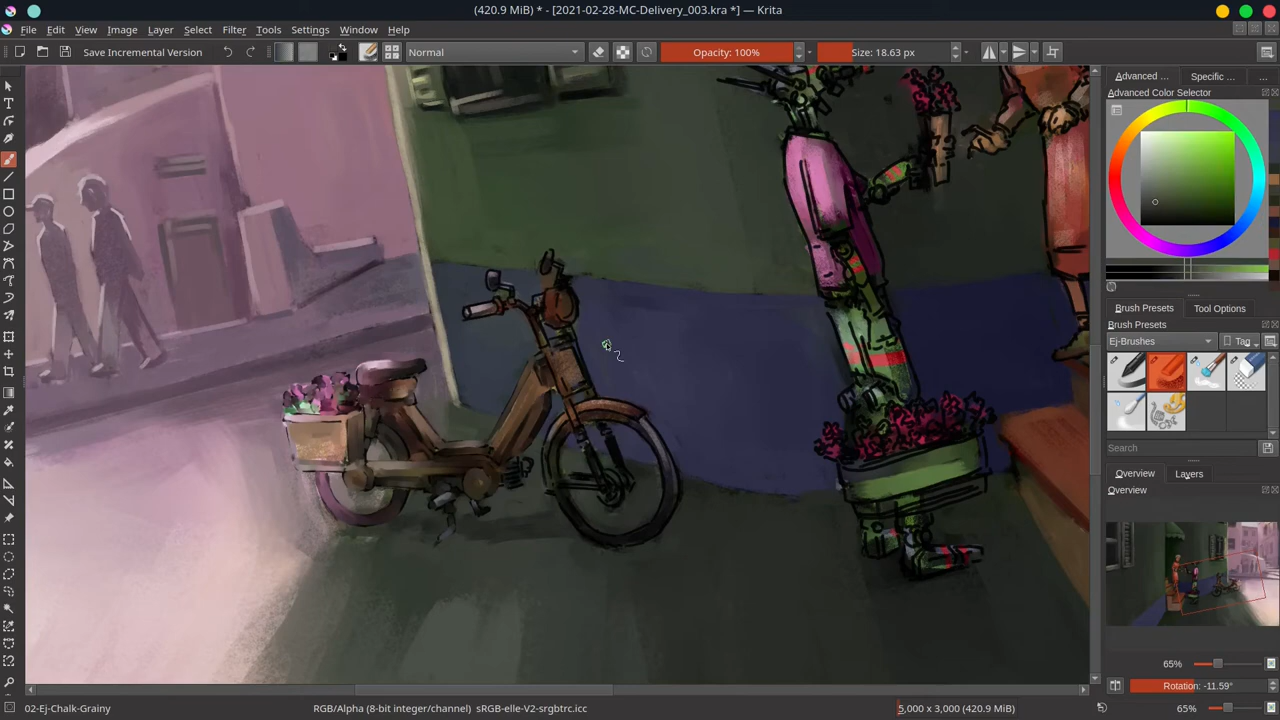 (420.9 MiB) * - [2021-02-28-MC-Delivery_003.kra *] — Krita
File Edit View Image Layer Select Filter Tools Settings Window Help
Save Incremental Version Normal Opacity: 100% Size: 18.63 px
Advanced ... Specific ... ...
Advanced Color Selector
Brush Presets Tool Options
Brush Presets
Ej-Brushes Tag
Search
Overview Layers
Overview
65%
Rotation: -11.59°
02-Ej-Chalk-Grainy RGB/Alpha (8-bit integer/channel) sRGB-elle-V2-srgbtrc.icc 5,000 x 3,000 (420.9 MiB) 65%